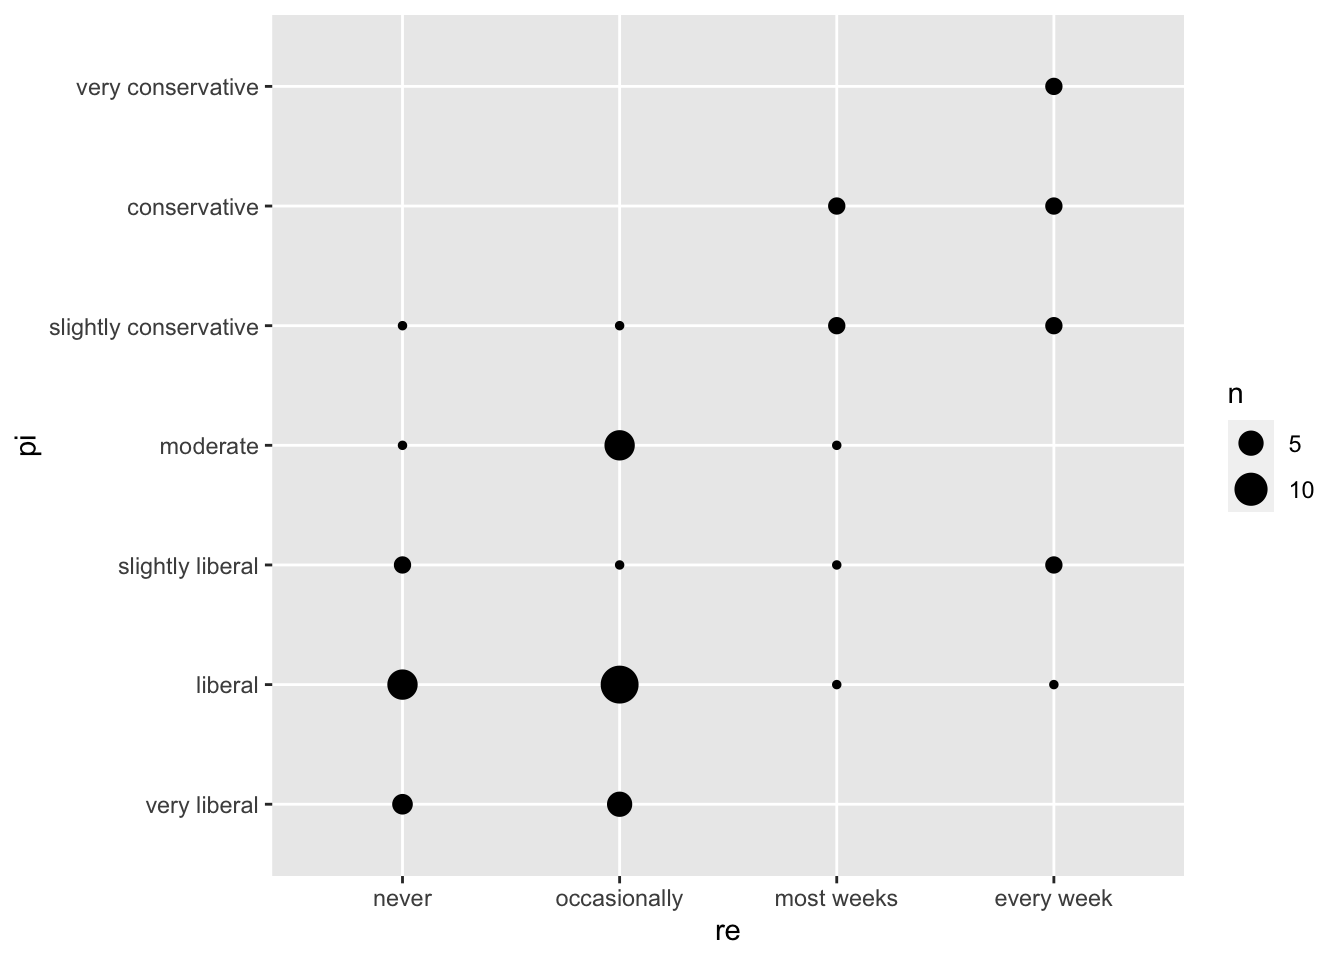 very conservative
conservative
slightly conservative
moderate
slightly liberal
liberal
very liberal
pi
never occasionally most weeks every week
re
n
5
10